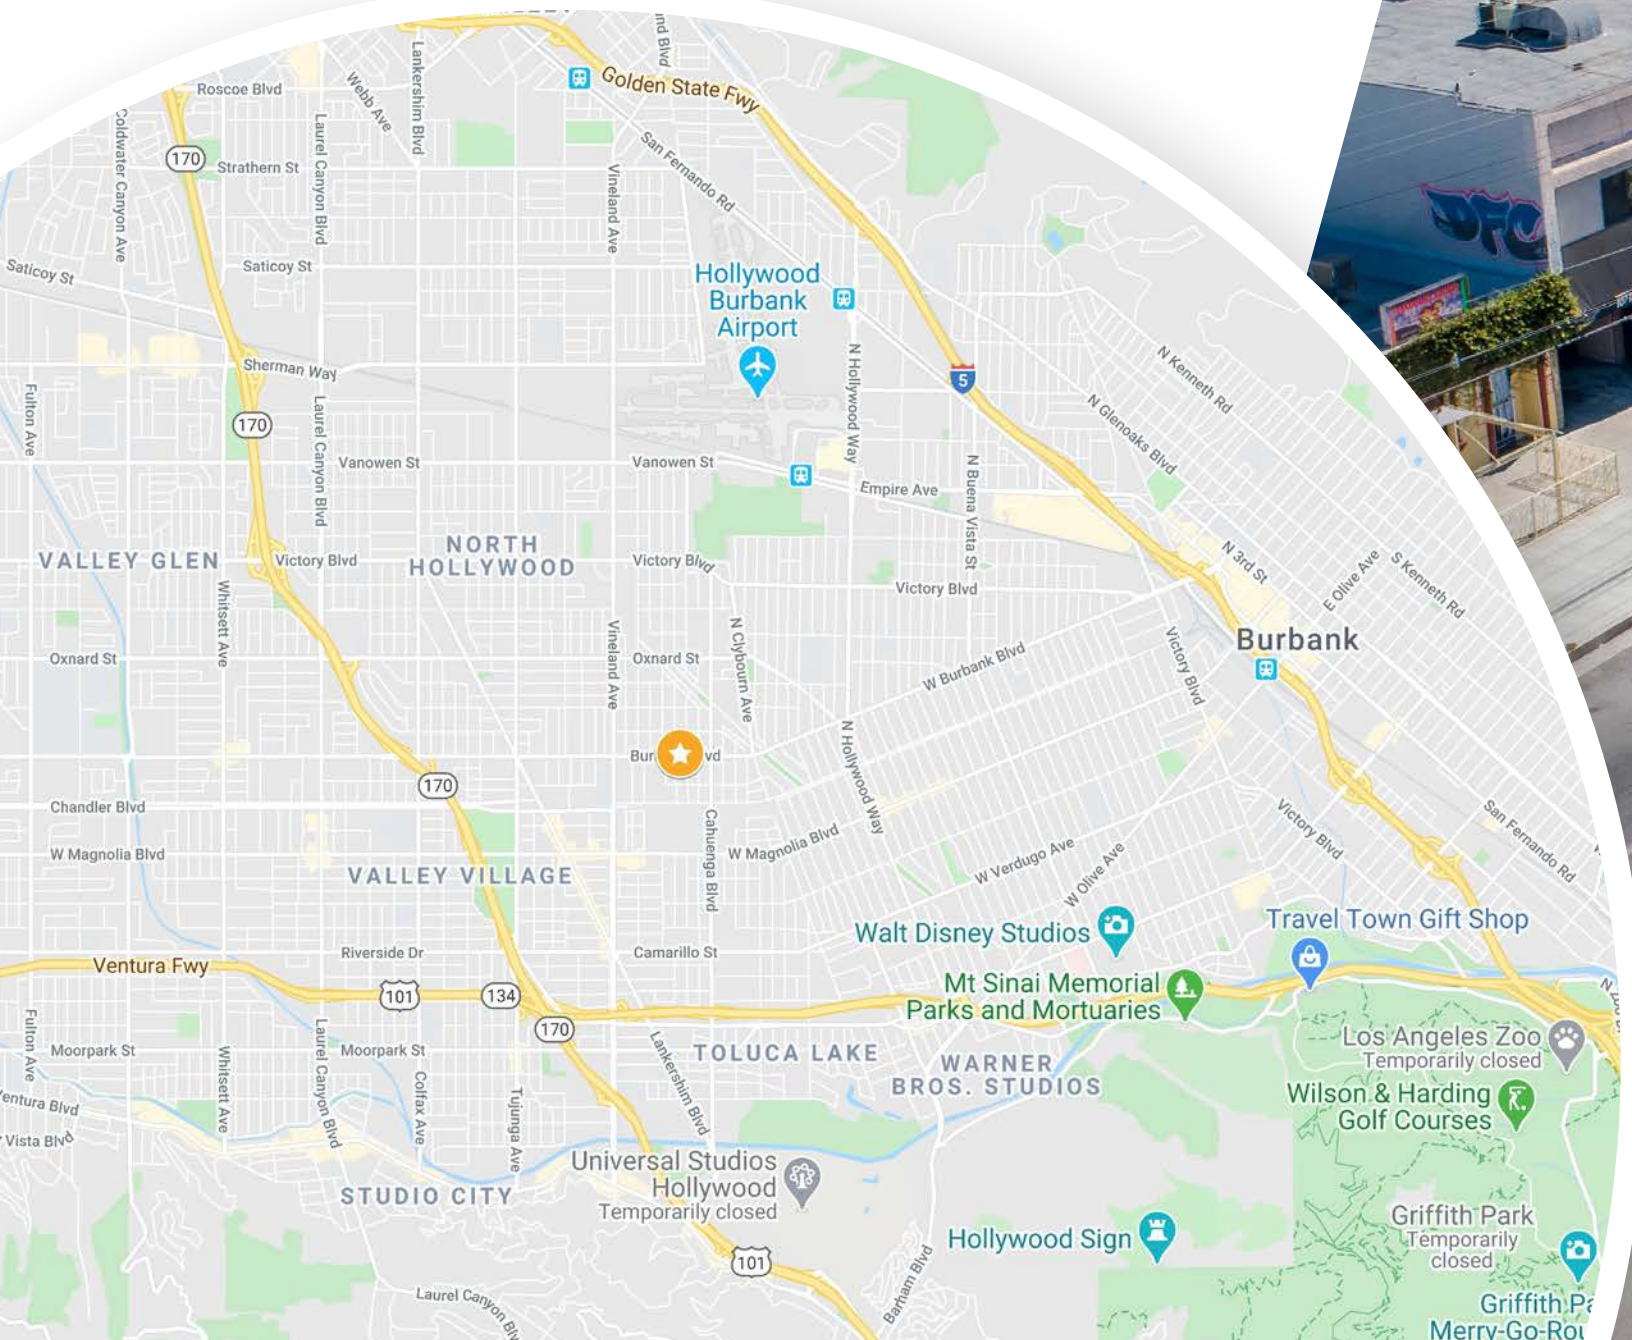 Golden State Fwy
Roscoe Blvd
Webb Ave
Lankershim Blvd
Coldwater Canyon Ave
Laurel Canyon Blvd
170
Strathern St
San Fernando Rd
Vineland Ave
Saticoy St
Saticoy St
Hollywood
Burbank
Airport
N Hollywood Way
Sherman Way
5
N Kenneth Rd
N Glenoaks Blvd
Fulton Ave
170
Laurel Canyon Blvd
Vanowen St
Vanowen St
Empire Ave
N Buena Vista St
VALLEY GLEN
Victory Blvd
NORTH
HOLLYWOOD
Victory Blvd
Victory Blvd
N 3rd St
E Olive Ave
S Kenneth Rd
Whitsett Ave
Burbank
Oxnard St
Vineland Ave
Oxnard St
N Clybourn Ave
W Burbank Blvd
Victory Blvd
N Hollywood Way
170
Chandler Blvd
W Magnolia Blvd
VALLEY VILLAGE
Cahuenga Blvd
W Magnolia Blvd
W Verdugo Ave
W Olive Ave
Victory Blvd
San Fernando Rd
Walt Disney Studios
Travel Town Gift Shop
Riverside Dr
Camarillo St
Ventura Fwy
101
134
170
Mt Sinai Memorial
Parks and Mortuaries
Fulton Ave
Moorpark St
Whitsett Ave
Laurel Canyon Blvd
Moorpark St
Colfax Ave
Tujunga Ave
Lankershim Blvd
TOLUCA LAKE
WARNER
BROS. STUDIOS
Los Angeles Zoo
Temporarily closed
Wilson & Harding
Golf Courses
entura Blvd
Vista Blvd
STUDIO CITY
Universal Studios
Hollywood
Temporarily closed
Hollywood Sign
Griffith Park
Temporarily
closed
101
Barham Blvd
Laurel Canyon Blv
Griffith Pa
Merry-Go-Rou